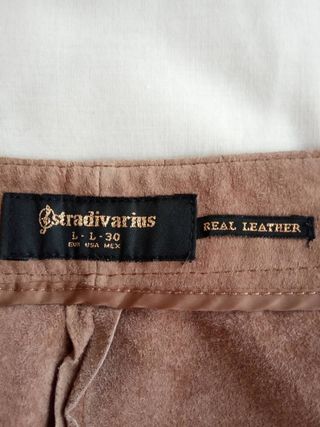 stradivarius
L - L - 30
EUR USA MEX
REAL LEATHER